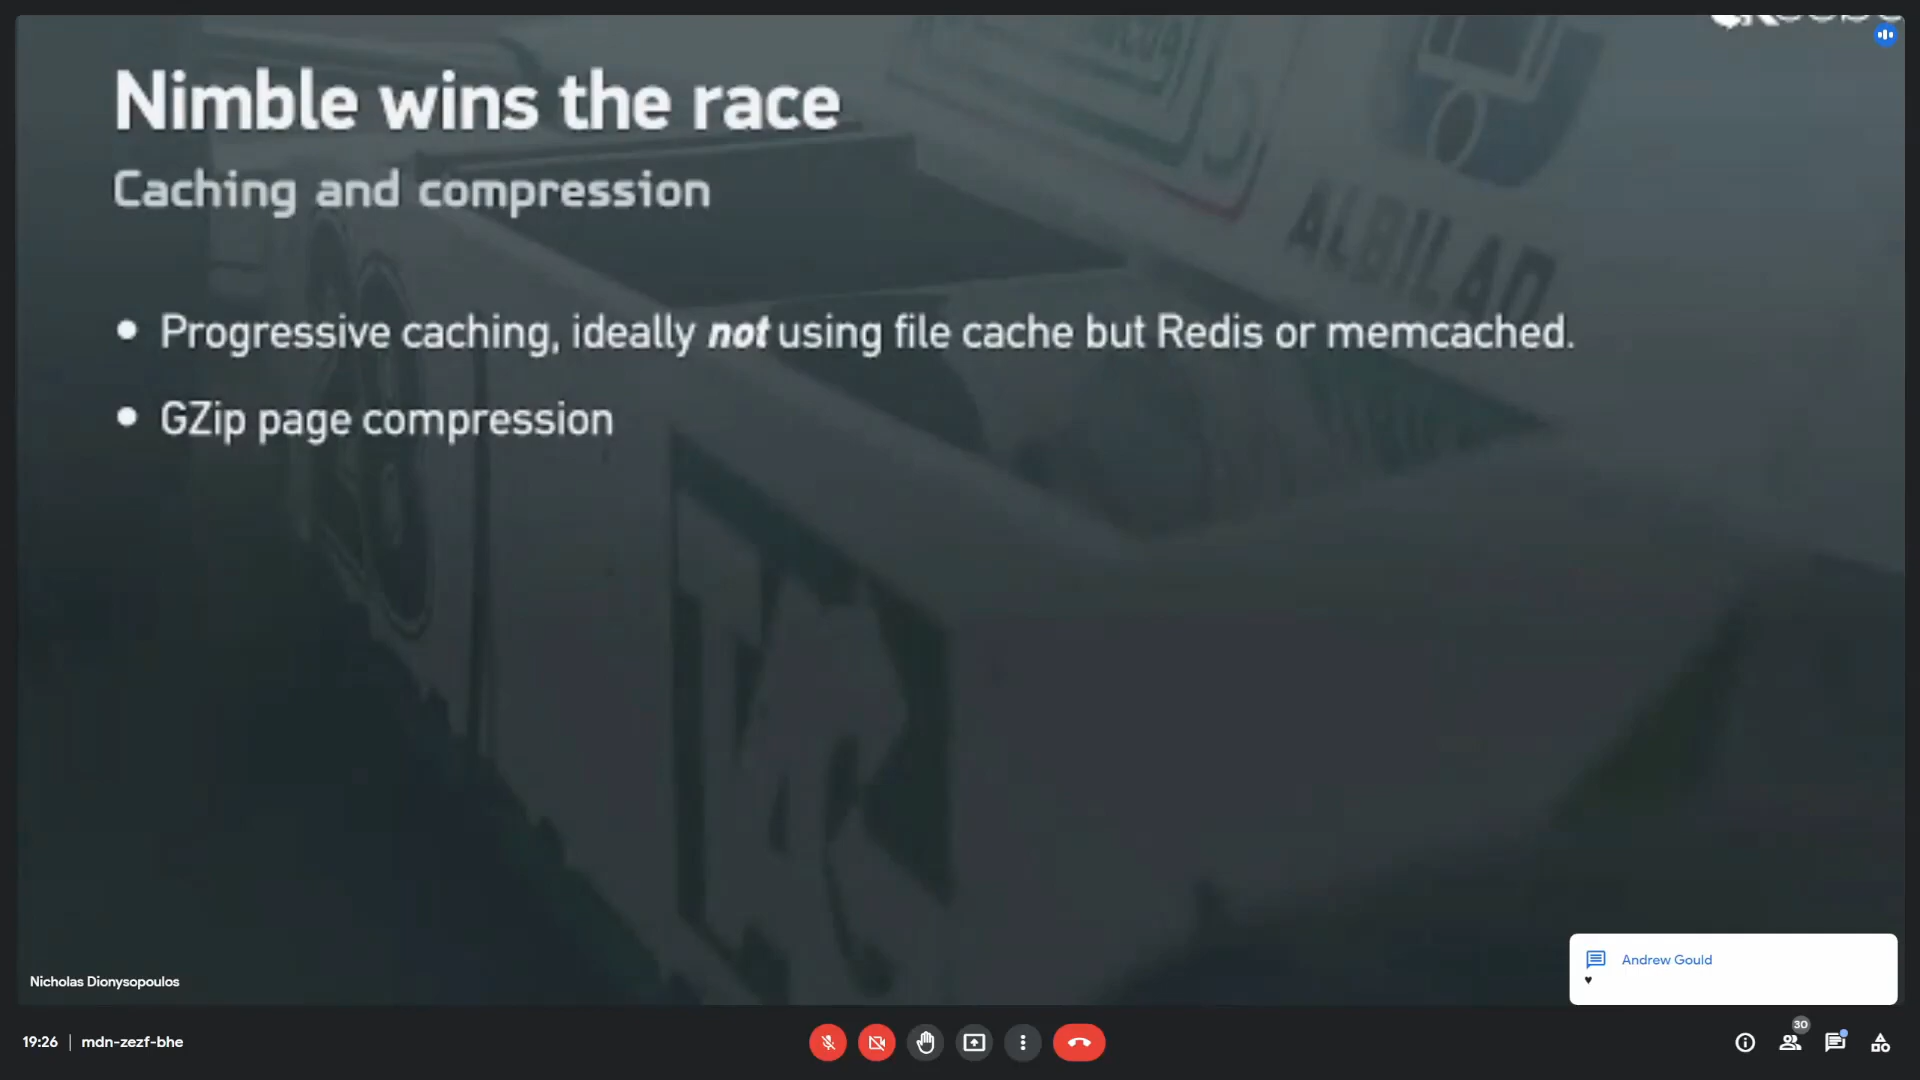 Nimble wins the race
Caching and compression
ALBILAD
• Progressive caching, ideally not using file cache but Redis or memcached.
• GZip page compression
Nicholas Dionysopoulos
Andrew Gould
♥
19:26 | mdn-zezf-bhe
30